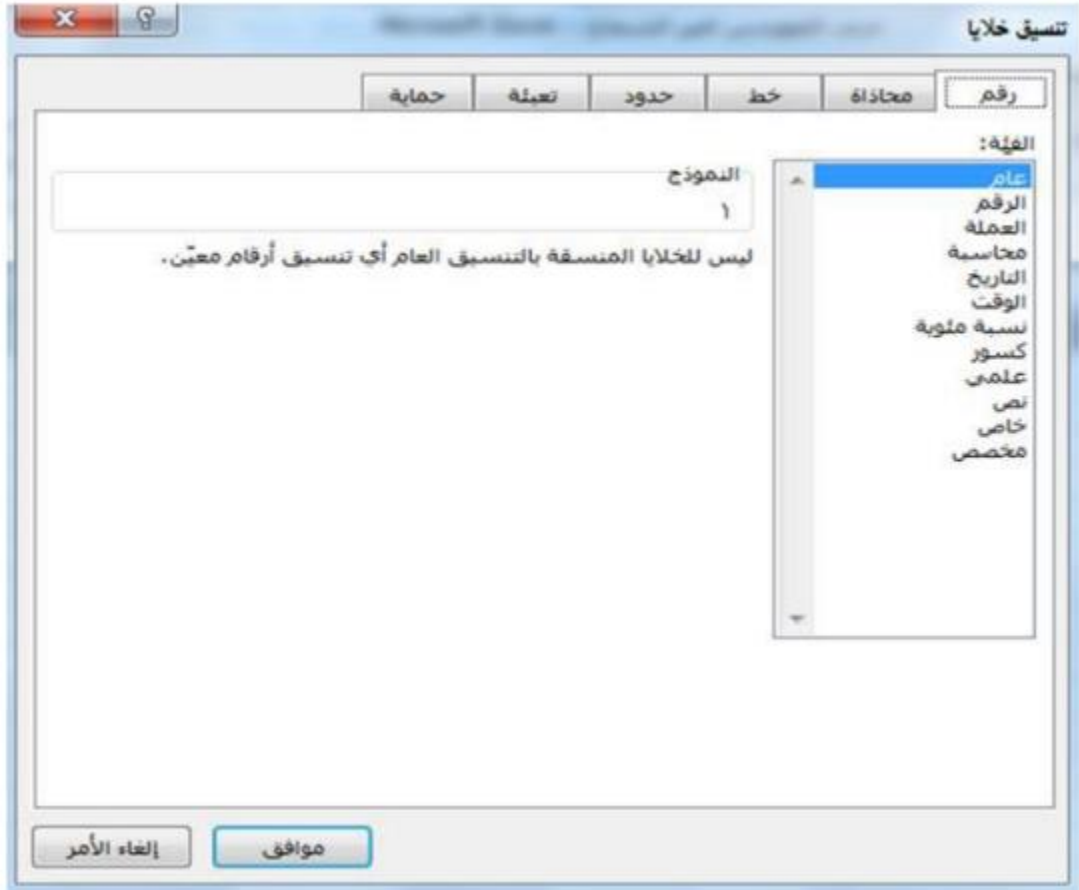 تنسيق خلايا
رقم محاذاة خط حدود تعبئة حماية
الفئة:
عام
الرقم
العملة
محاسبة
التاريخ
الوقت
نسبة مئوية
كسور
علمي
نص
خاص
مخصص
النموذج
١
ليس للخلايا المنسقة بالتنسيق العام أي تنسيق أرقام معيّن.
موافق إلغاء الأمر